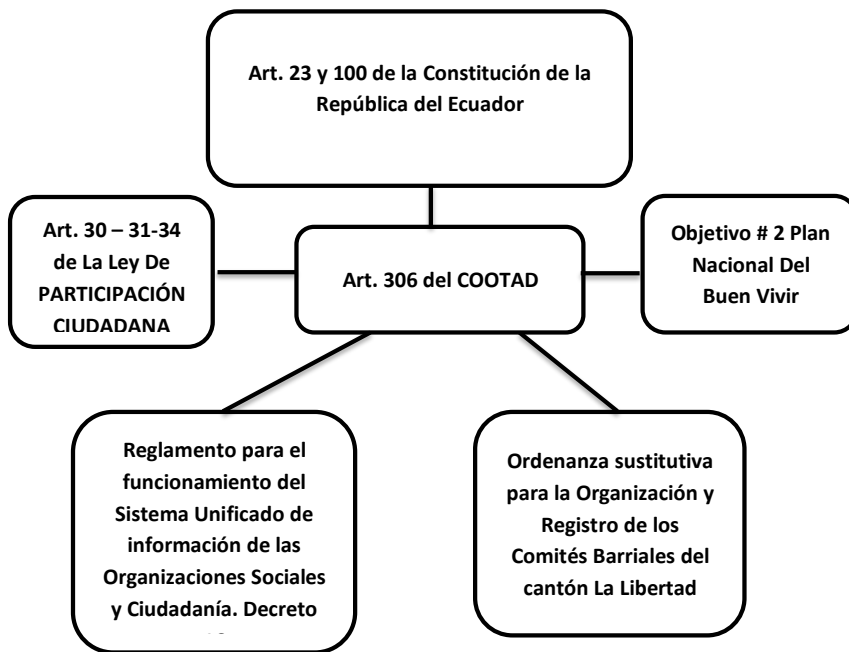 Art. 23 y 100 de la Constitución de la
República del Ecuador
Art. 30 – 31-34
de La Ley De
PARTICIPACIÓN
CIUDADANA
Art. 306 del COOTAD
Objetivo # 2 Plan
Nacional Del
Buen Vivir
Reglamento para el
funcionamiento del
Sistema Unificado de
información de las
Organizaciones Sociales
y Ciudadanía. Decreto
Ordenanza sustitutiva
para la Organización y
Registro de los
Comités Barriales del
cantón La Libertad